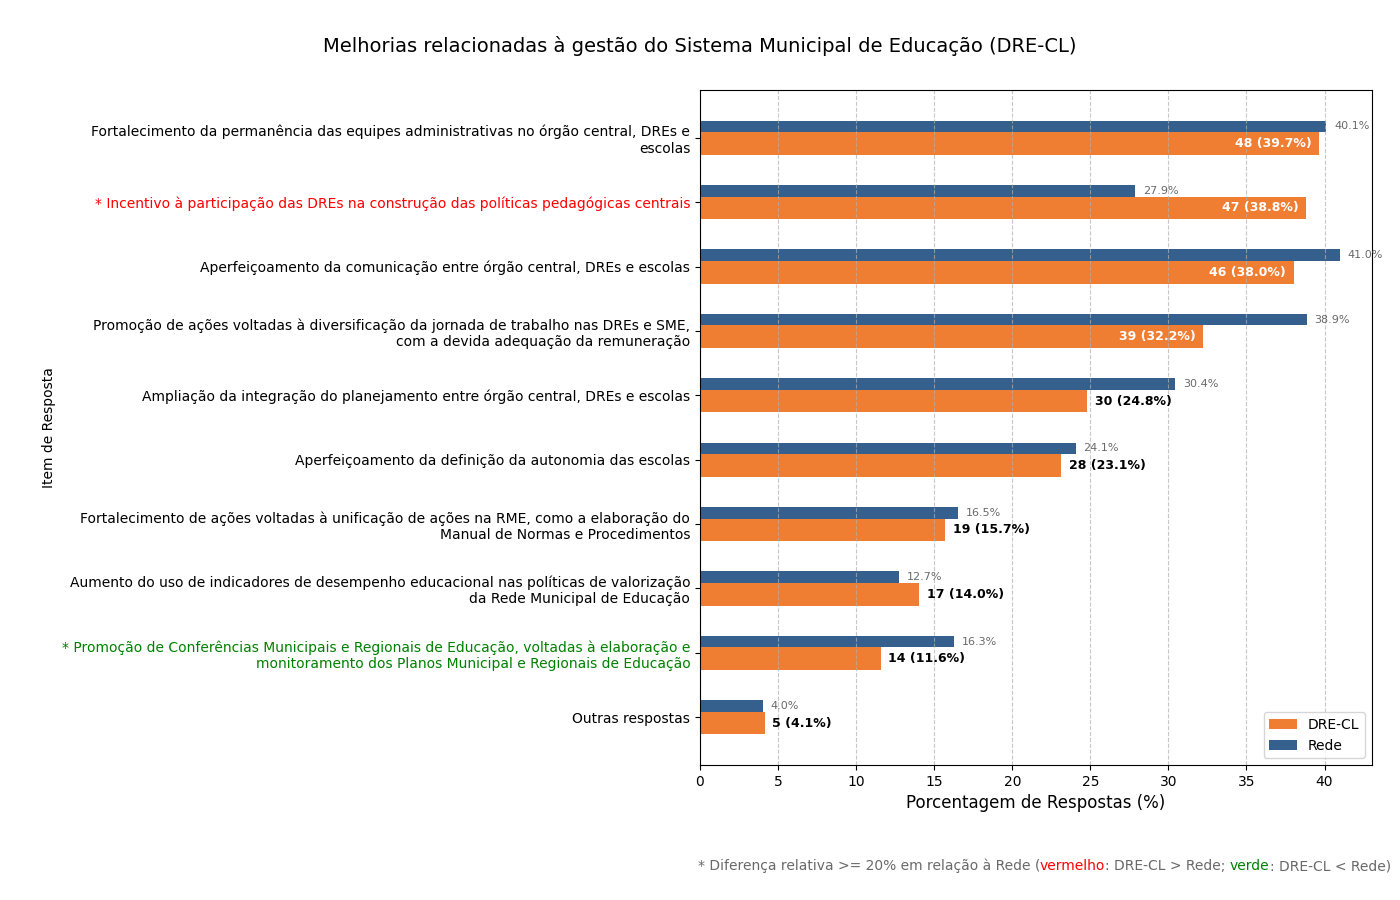 Melhorias relacionadas à gestão do Sistema Municipal de Educação (DRE-CL)
Item de Resposta
Fortalecimento da permanência das equipes administrativas no órgão central, DREs e
escolas
40.1%
48 (39.7%)
* Incentivo à participação das DREs na construção das políticas pedagógicas centrais
27.9%
47 (38.8%)
Aperfeiçoamento da comunicação entre órgão central, DREs e escolas
41.0%
46 (38.0%)
Promoção de ações voltadas à diversificação da jornada de trabalho nas DREs e SME,
com a devida adequação da remuneração
38.9%
39 (32.2%)
Ampliação da integração do planejamento entre órgão central, DREs e escolas
30.4%
30 (24.8%)
Aperfeiçoamento da definição da autonomia das escolas
24.1%
28 (23.1%)
Fortalecimento de ações voltadas à unificação de ações na RME, como a elaboração do
Manual de Normas e Procedimentos
16.5%
19 (15.7%)
Aumento do uso de indicadores de desempenho educacional nas políticas de valorização
da Rede Municipal de Educação
12.7%
17 (14.0%)
* Promoção de Conferências Municipais e Regionais de Educação, voltadas à elaboração e
monitoramento dos Planos Municipal e Regionais de Educação
16.3%
14 (11.6%)
Outras respostas
4.0%
5 (4.1%)
DRE-CL
Rede
0 5 10 15 20 25 30 35 40
Porcentagem de Respostas (%)
* Diferença relativa >= 20% em relação à Rede (vermelho: DRE-CL > Rede; verde: DRE-CL < Rede)